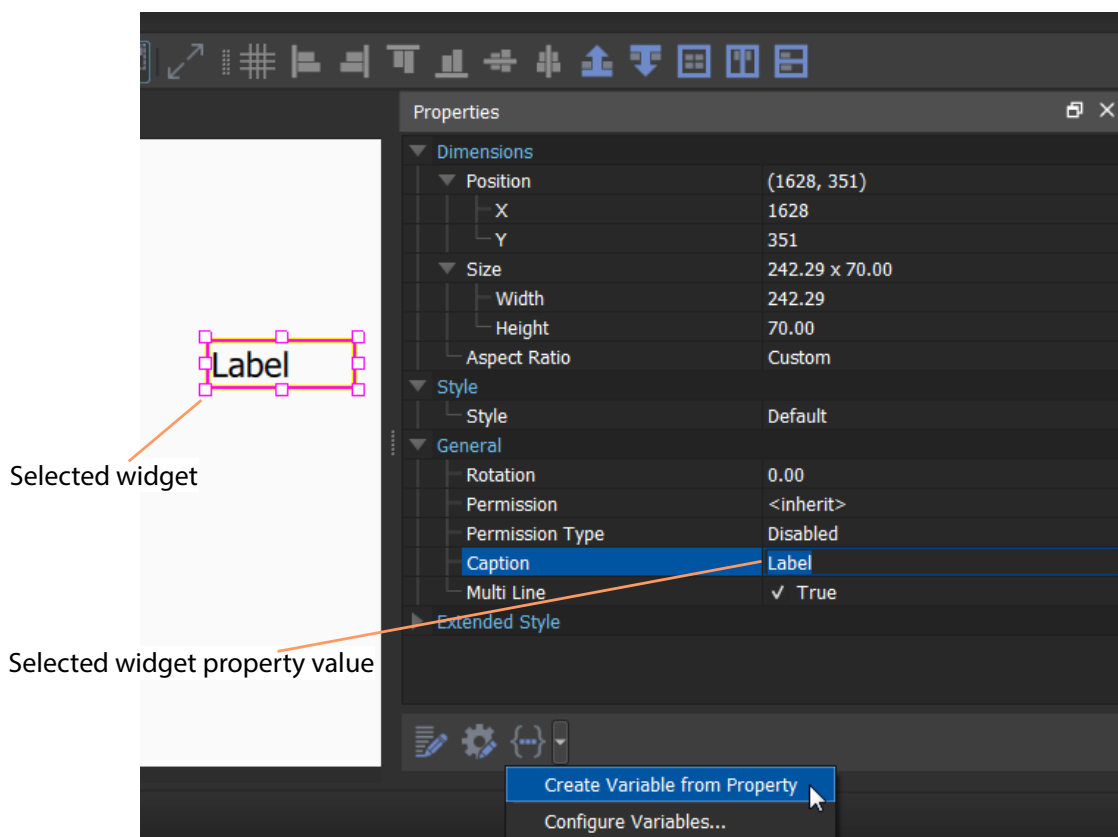 Properties
Dimensions
Position (1628, 351)
X 1628
Y 351
Size 242.29 x 70.00
Width 242.29
Height 70.00
Aspect Ratio Custom
Style
Style Default
General
Rotation 0.00
Permission <inherit>
Permission Type Disabled
Caption Label
Multi Line ✓ True
Extended Style
Label
Selected widget
Selected widget property value
Create Variable from Property
Configure Variables...